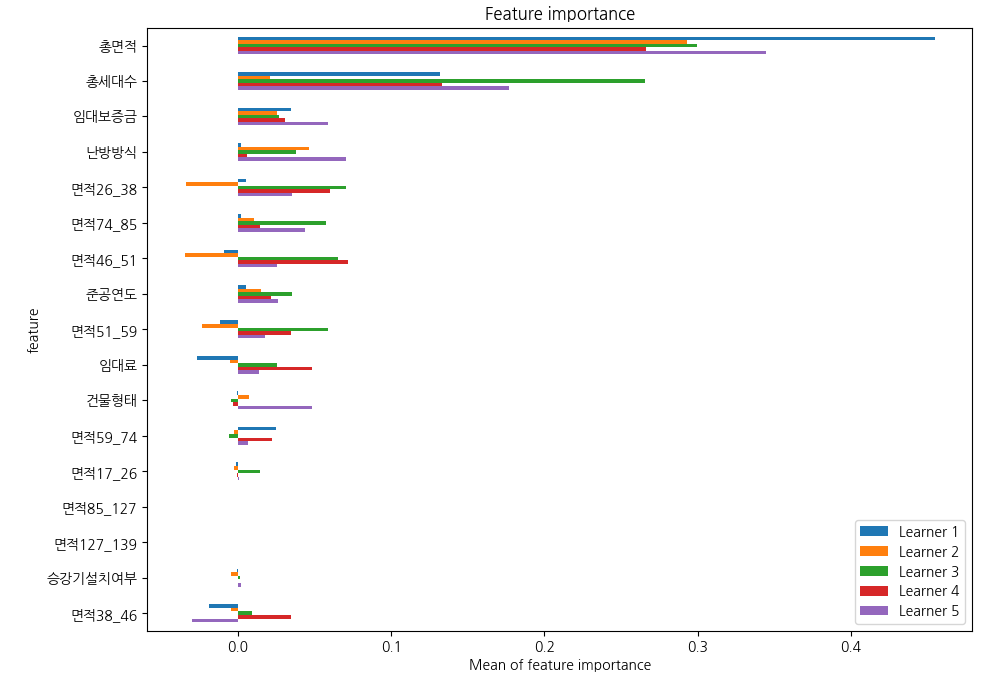 Feature importance
총면적
총세대수
임대보증금
난방방식
면적26_38
면적74_85
면적46_51
준공연도
면적51_59
임대료
건물형태
면적59_74
면적17_26
면적85_127
면적127_139
승강기설치여부
면적38_46
feature
0.0 0.1 0.2 0.3 0.4
Mean of feature importance
Learner 1
Learner 2
Learner 3
Learner 4
Learner 5